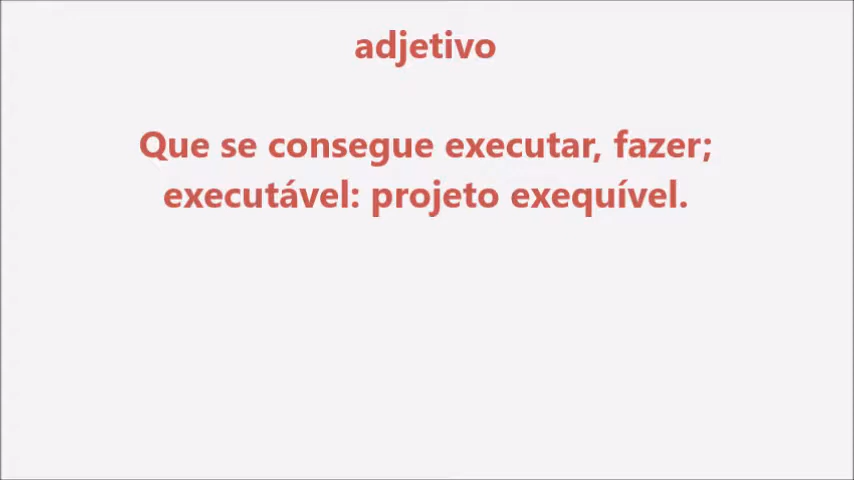 adjetivo
Que se consegue executar, fazer;
executável: projeto exequível.